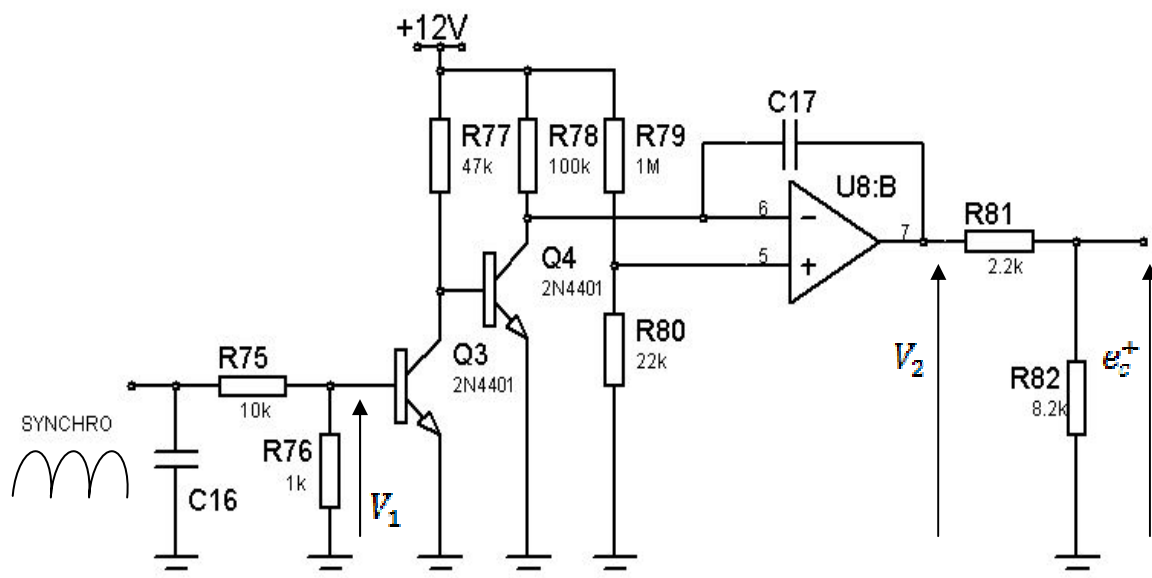 +12V
C17
R77
47k
R78
100k
R79
1M
U8:B
6
7
5
R81
2.2k
Q4
2N4401
R80
22k
V₂
R82
8.2k
R75
10k
Q3
2N4401
SYNCHRO
R76
1k
C16
V₁